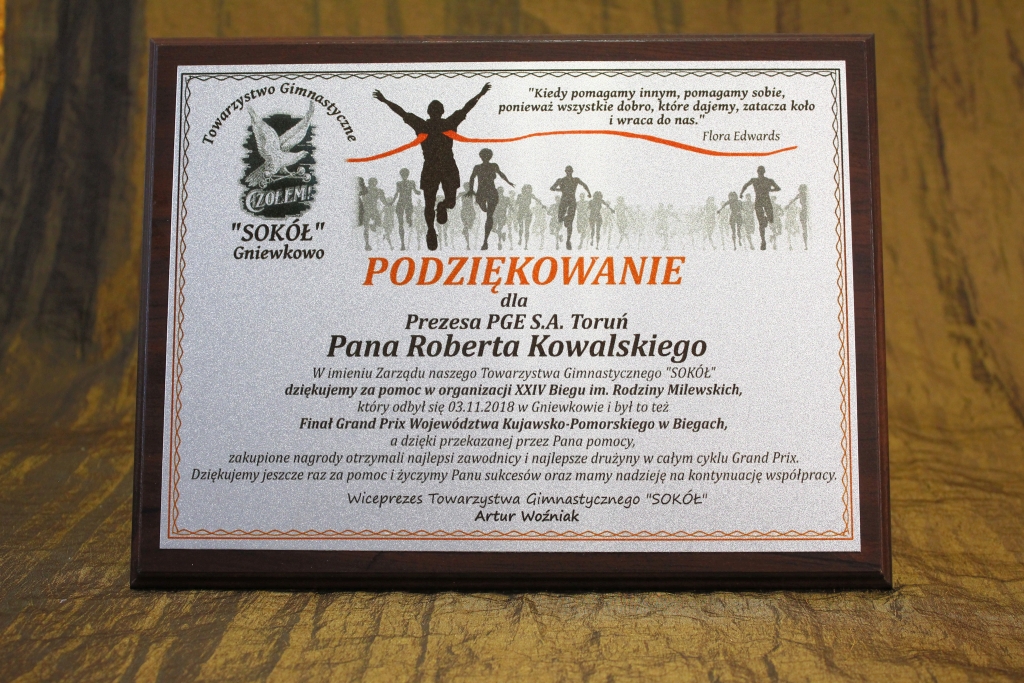 Towarzystwo Gimnastyczne
CZOŁEM!
"SOKÓŁ"
Gniewkowo
"Kiedy pomagamy innym, pomagamy sobie,
ponieważ wszystkie dobro, które dajemy, zatacza koło
i wraca do nas."
Flora Edwards
PODZIĘKOWANIE
dla
Prezesa PGE S.A. Toruń
Pana Roberta Kowalskiego
W imieniu Zarządu naszego Towarzystwa Gimnastycznego "SOKÓŁ"
dziękujemy za pomoc w organizacji XXIV Biegu im. Rodziny Milewskich,
który odbył się 03.11.2018 w Gniewkowie i był to też
Finał Grand Prix Województwa Kujawsko-Pomorskiego w Biegach,
a dzięki przekazanej przez Pana pomocy,
zakupione nagrody otrzymali najlepsi zawodnicy i najlepsze drużyny w całym cyklu Grand Prix.
Dziękujemy jeszcze raz za pomoc i życzymy Panu sukcesów oraz mamy nadzieję na kontynuację współpracy.
Wiceprezes Towarzystwa Gimnastycznego "SOKÓŁ"
Artur Woźniak